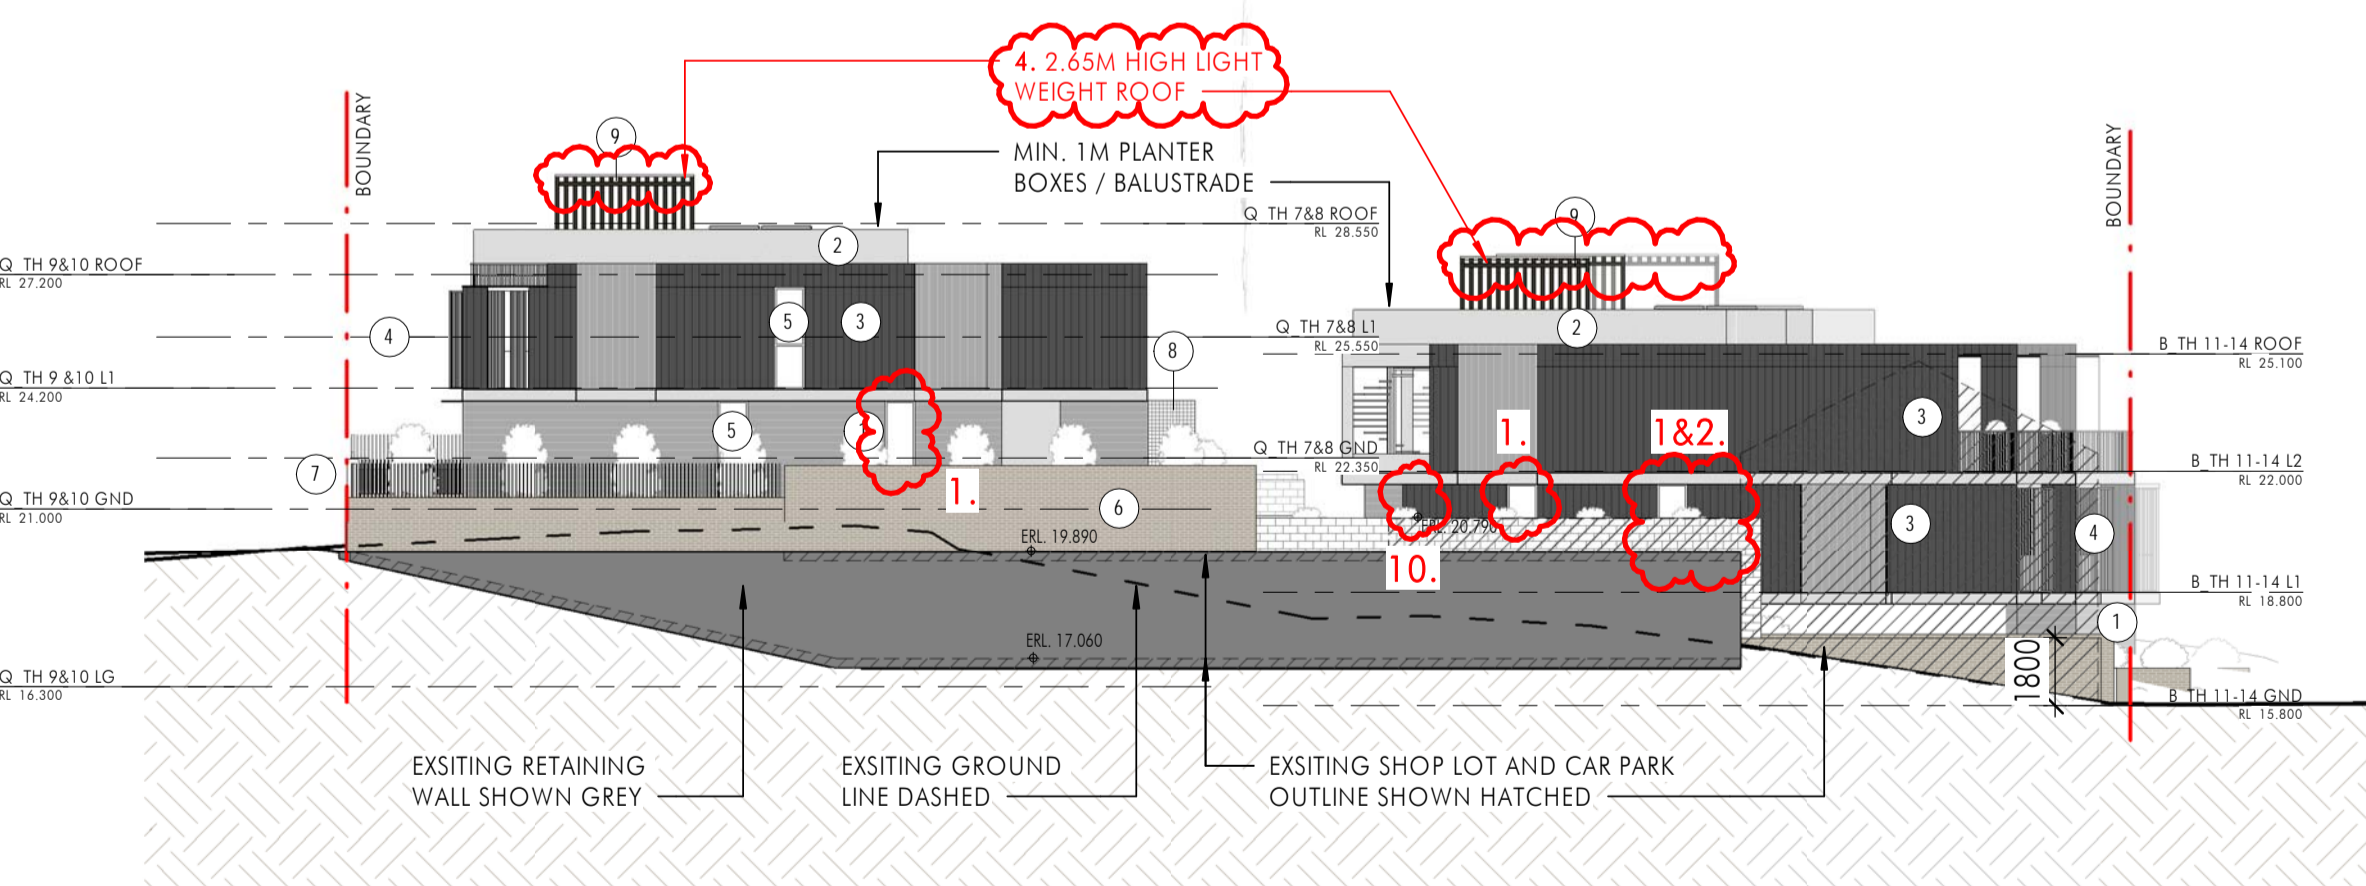 4. 2.65M HIGH LIGHT
WEIGHT ROOF
BOUNDARY
BOUNDARY
9
MIN. 1M PLANTER
BOXES / BALUSTRADE
Q TH 7&8 ROOF
RL 28.550
9
2
Q TH 9&10 ROOF
RL 27.200
5
3
4
Q TH 7&8 L1
RL 25.550
2
8
B TH 11-14 ROOF
RL 25.100
Q TH 9 &10 L1
RL 24.200
5
1
3
1.
1&2.
Q TH 7&8 GND
RL 22.350
B TH 11-14 L2
RL 22.000
7
1.
6
Q TH 9&10 GND
RL 21.000
ERL. 20.790
3
4
ERL. 19.890
10.
B TH 11-14 L1
RL 18.800
1
ERL. 17.060
1800
Q TH 9&10 LG
RL 16.300
B TH 11-14 GND
RL 15.800
EXSITING RETAINING
WALL SHOWN GREY
EXSITING GROUND
LINE DASHED
EXSITING SHOP LOT AND CAR PARK
OUTLINE SHOWN HATCHED